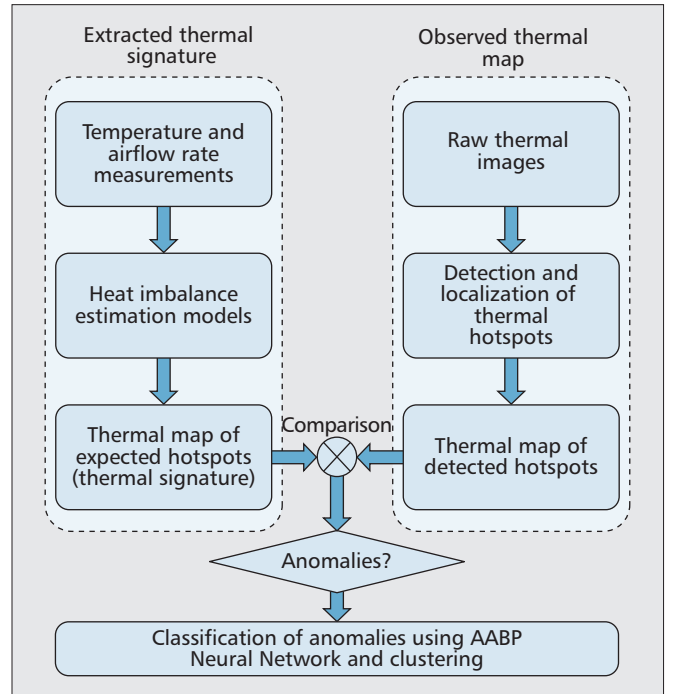 Extracted thermal
signature
Temperature and
airflow rate
measurements
Heat imbalance
estimation models
Thermal map of
expected hotspots
(thermal signature)
Observed thermal
map
Raw thermal
images
Detection and
localization of
thermal
hotspots
Thermal map of
detected hotspots
Comparison
Anomalies?
Classification of anomalies using AABP
Neural Network and clustering